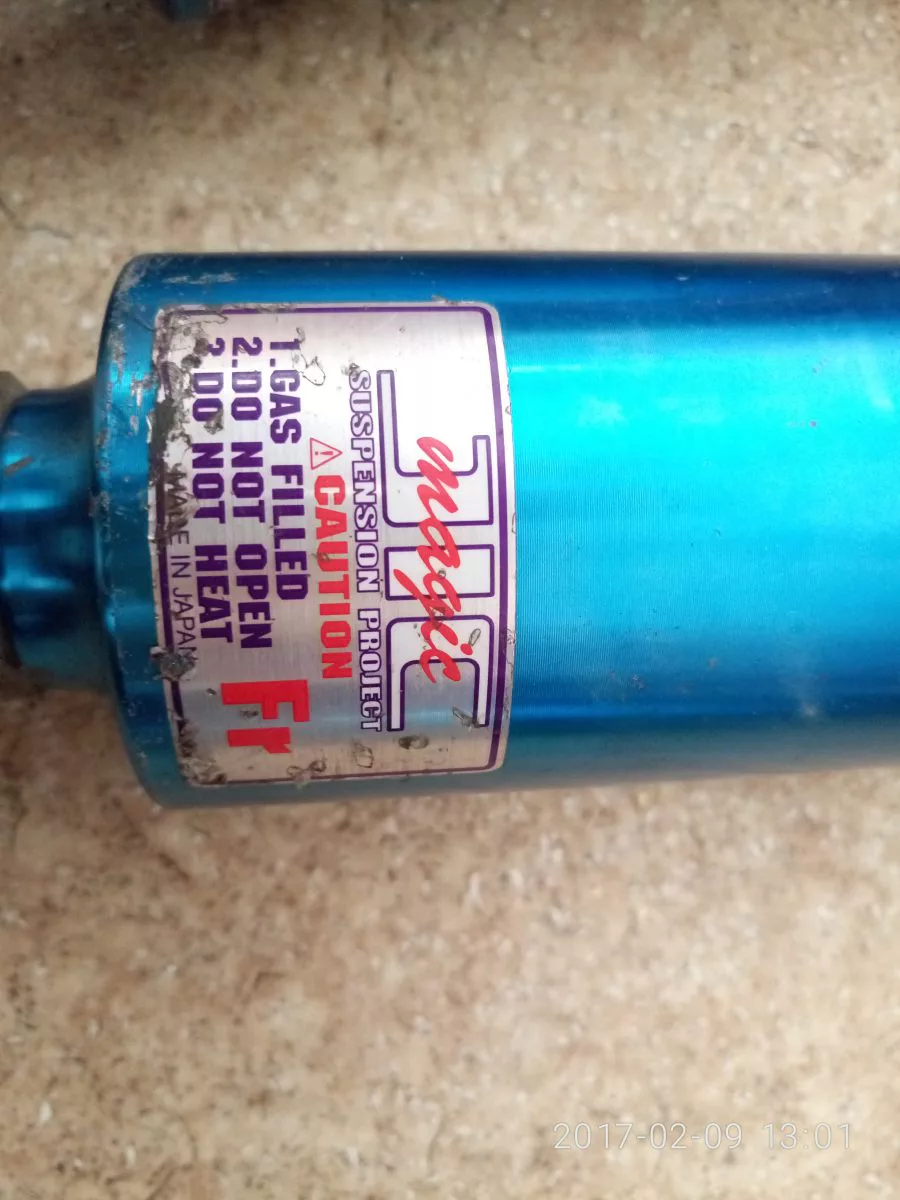 JIC
magic
SUSPENSION PROJECT
⚠CAUTION
1.GAS FILLED
2.DO NOT OPEN
3.DO NOT HEAT
MADE IN JAPAN
Fr
2017-02-09 13:01